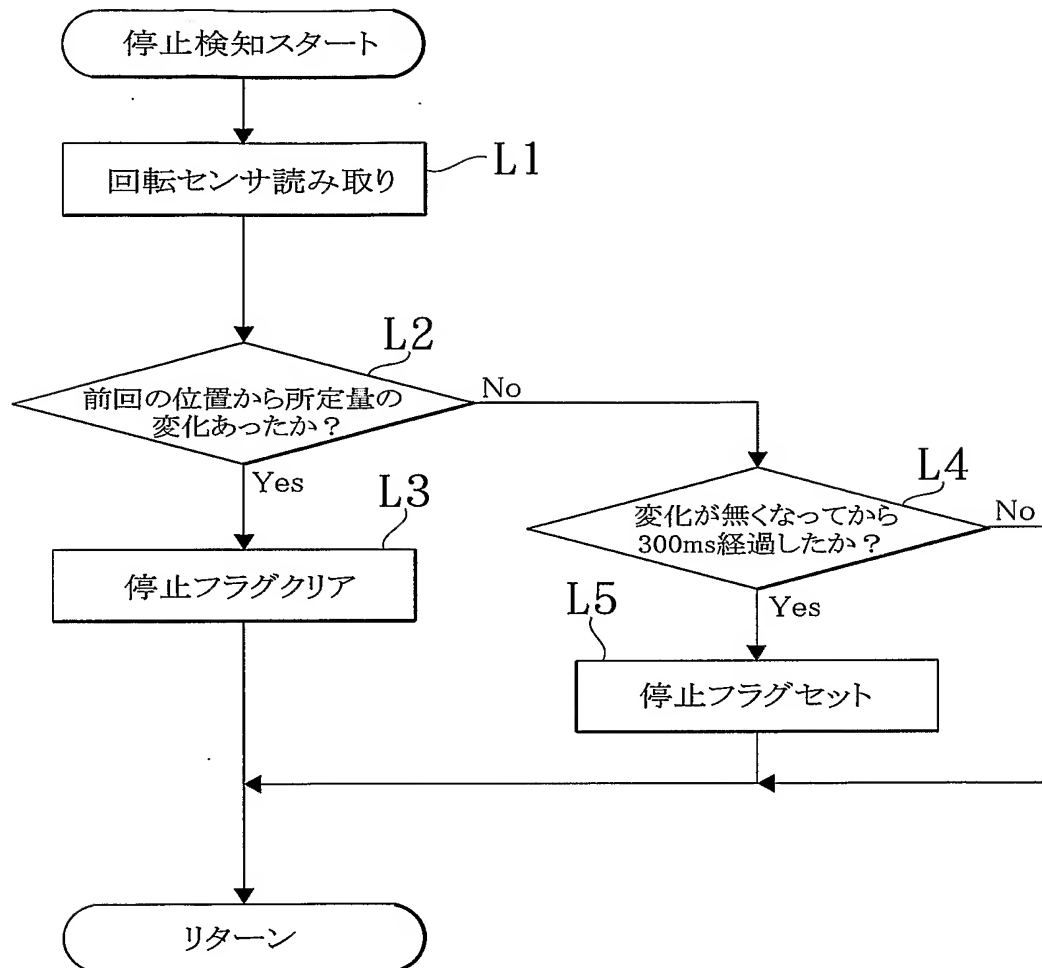 停止検知スタート
回転センサ読み取り
L1
L2
前回の位置から所定量の
変化あったか？
No
Yes
L3
停止フラグクリア
L4
変化が無くなってから
300ms経過したか？
No
Yes
L5
停止フラグセット
リターン